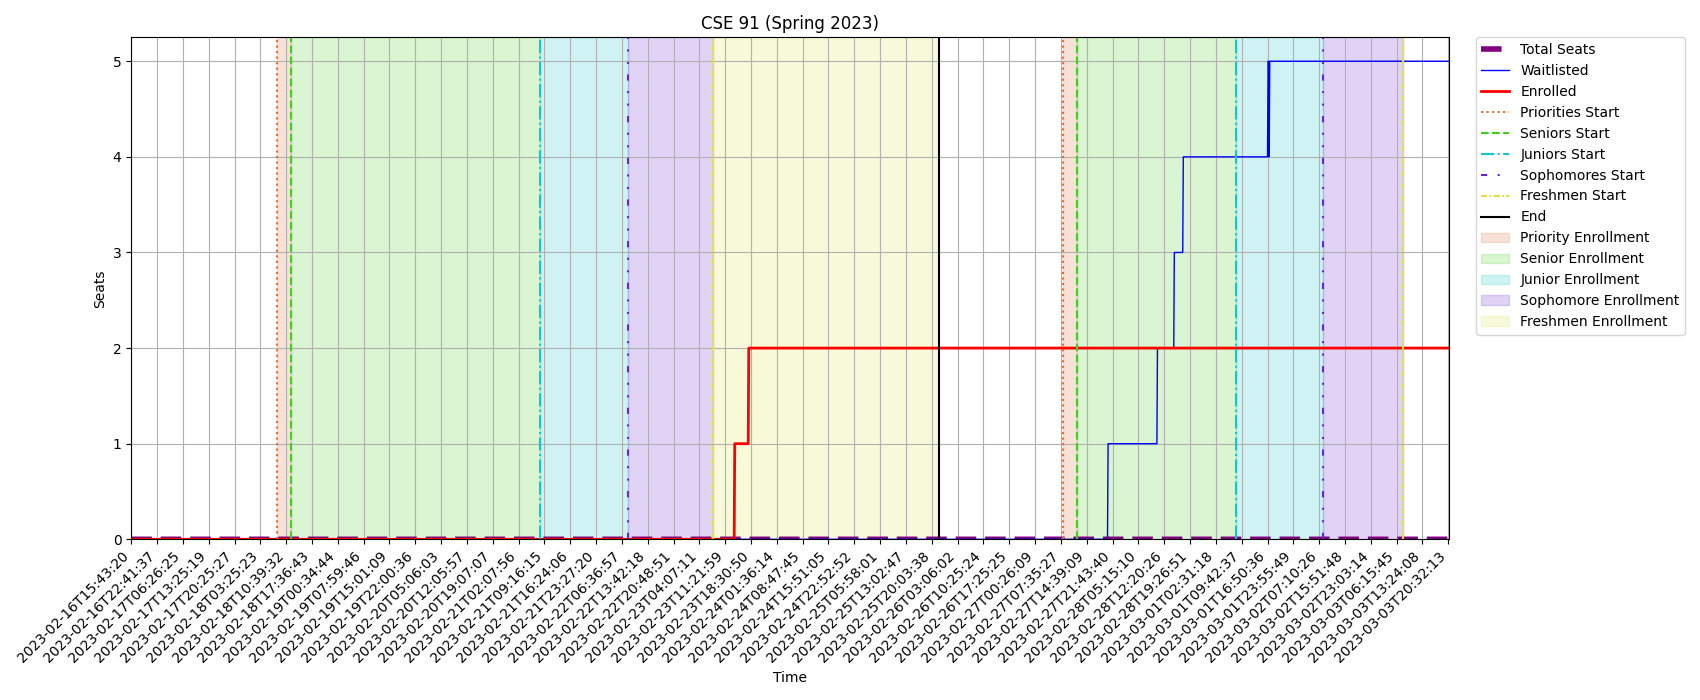 CSE 91 (Spring 2023)
Seats
5
4
3
2
1
0
2023-02-16T15:43:20
2023-02-16T22:41:37
2023-02-17T06:26:25
2023-02-17T13:25:19
2023-02-17T20:25:27
2023-02-18T03:25:23
2023-02-18T10:39:32
2023-02-18T17:36:43
2023-02-19T00:34:44
2023-02-19T07:59:46
2023-02-19T15:01:09
2023-02-19T22:00:36
2023-02-20T05:06:03
2023-02-20T12:05:57
2023-02-20T19:07:07
2023-02-21T02:07:56
2023-02-21T09:16:15
2023-02-21T16:24:06
2023-02-21T23:27:20
2023-02-22T06:36:57
2023-02-22T13:42:18
2023-02-22T20:48:51
2023-02-23T04:07:11
2023-02-23T11:21:59
2023-02-23T18:30:50
2023-02-24T01:36:14
2023-02-24T08:47:45
2023-02-24T15:51:05
2023-02-24T22:52:52
2023-02-25T05:58:01
2023-02-25T13:02:47
2023-02-25T20:03:38
2023-02-26T03:06:02
2023-02-26T10:25:24
2023-02-26T17:25:25
2023-02-27T00:26:09
2023-02-27T07:35:27
2023-02-27T14:39:09
2023-02-27T21:43:40
2023-02-28T05:15:10
2023-02-28T12:20:26
2023-02-28T19:26:51
2023-03-01T02:31:18
2023-03-01T09:42:37
2023-03-01T16:50:36
2023-03-01T23:55:49
2023-03-02T07:10:26
2023-03-02T15:51:48
2023-03-02T23:03:14
2023-03-03T06:15:45
2023-03-03T13:24:08
2023-03-03T20:32:13
Time
Total Seats
Waitlisted
Enrolled
Priorities Start
Seniors Start
Juniors Start
Sophomores Start
Freshmen Start
End
Priority Enrollment
Senior Enrollment
Junior Enrollment
Sophomore Enrollment
Freshmen Enrollment